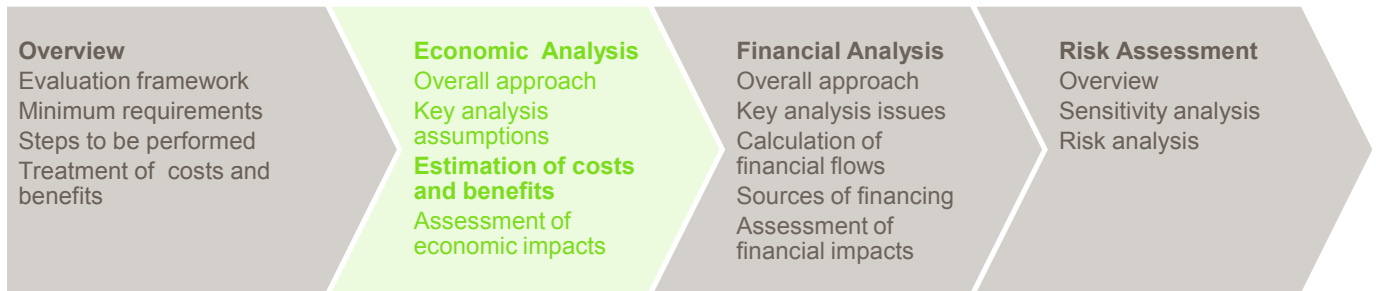 Overview
Evaluation framework
Minimum requirements
Steps to be performed
Treatment of costs and
benefits
Economic Analysis
Overall approach
Key analysis
assumptions
Estimation of costs
and benefits
Assessment of
economic impacts
Financial Analysis
Overall approach
Key analysis issues
Calculation of
financial flows
Sources of financing
Assessment of
financial impacts
Risk Assessment
Overview
Sensitivity analysis
Risk analysis